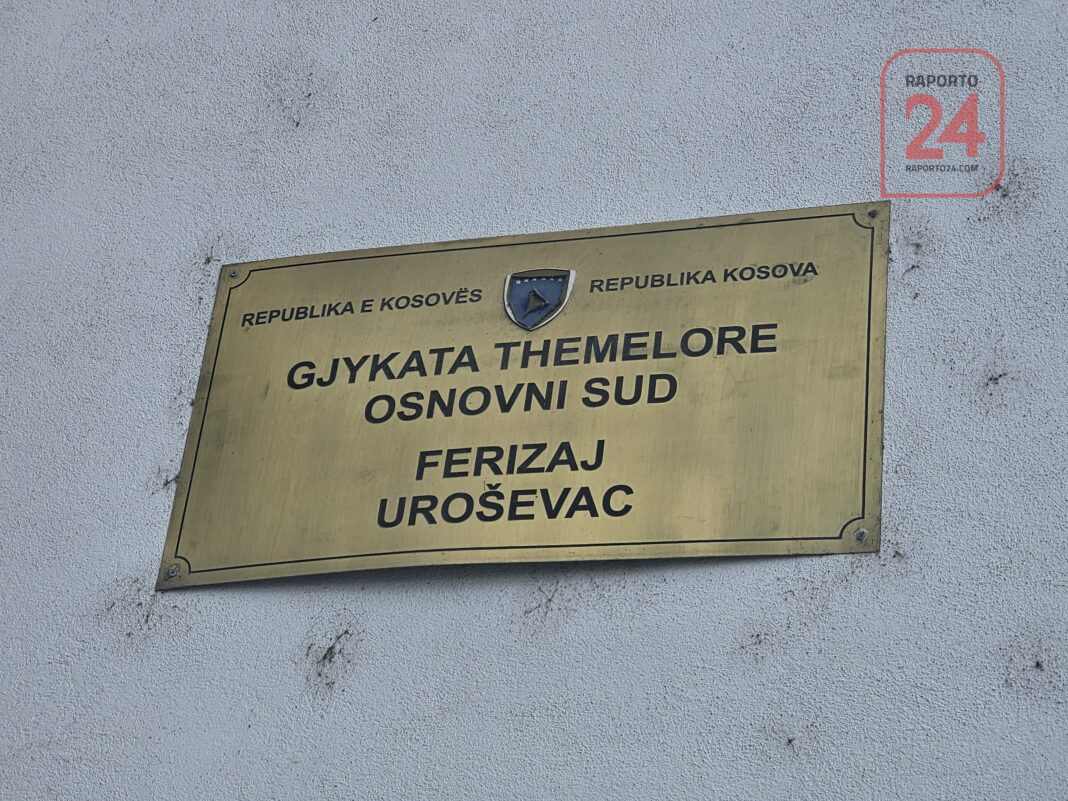 RAPORTO
24
RAPORTO24.COM
REPUBLIKA E KOSOVËS REPUBLIKA KOSOVA
GJYKATA THEMELORE
OSNOVNI SUD
FERIZAJ
UROŠEVAC